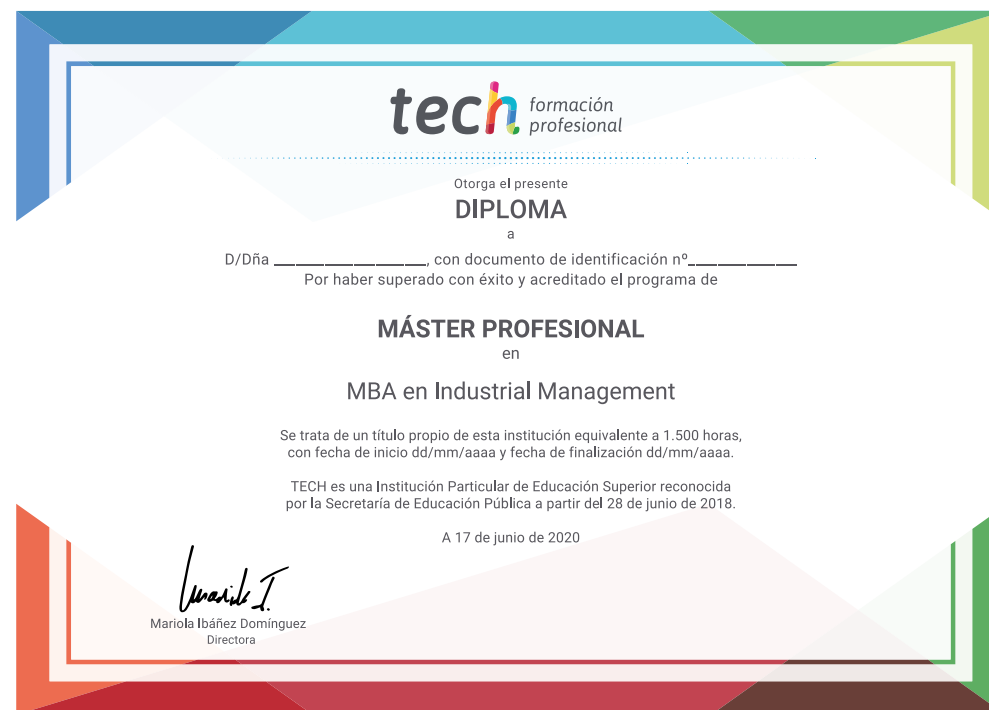 tech formación
profesional
Otorga el presente
DIPLOMA
a
D/Dña ______________, con documento de identificación nº__________
Por haber superado con éxito y acreditado el programa de
MÁSTER PROFESIONAL
en
MBA en Industrial Management
Se trata de un título propio de esta institución equivalente a 1.500 horas,
con fecha de inicio dd/mm/aaaa y fecha de finalización dd/mm/aaaa.
TECH es una Institución Particular de Educación Superior reconocida
por la Secretaría de Educación Pública a partir del 28 de junio de 2018.
A 17 de junio de 2020
Mariola Ibáñez Domínguez
Directora